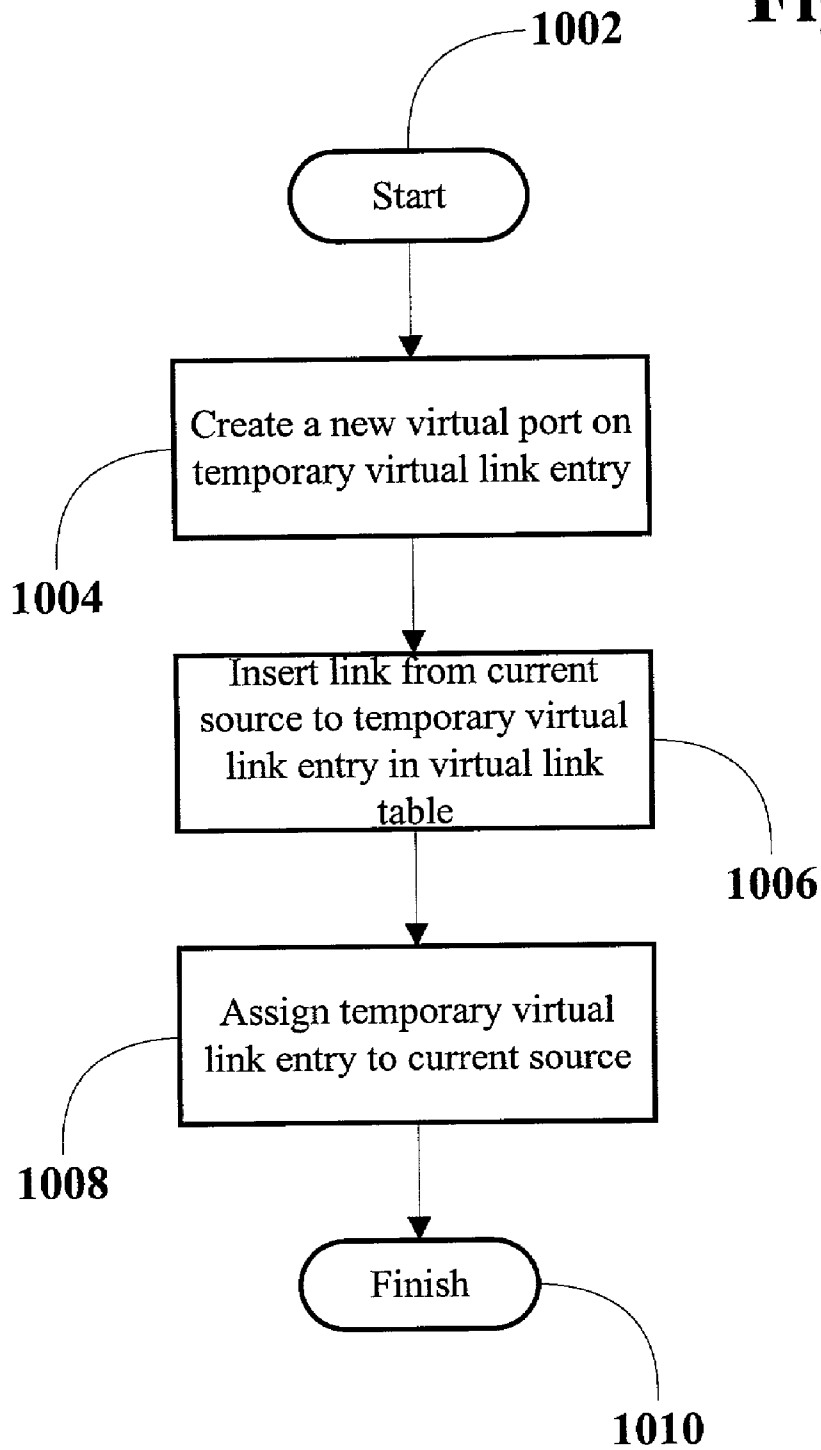 1002
Start
Create a new virtual port on
temporary virtual link entry
1004
Insert link from current
source to temporary virtual
link entry in virtual link
table
1006
Assign temporary virtual
link entry to current source
1008
Finish
1010